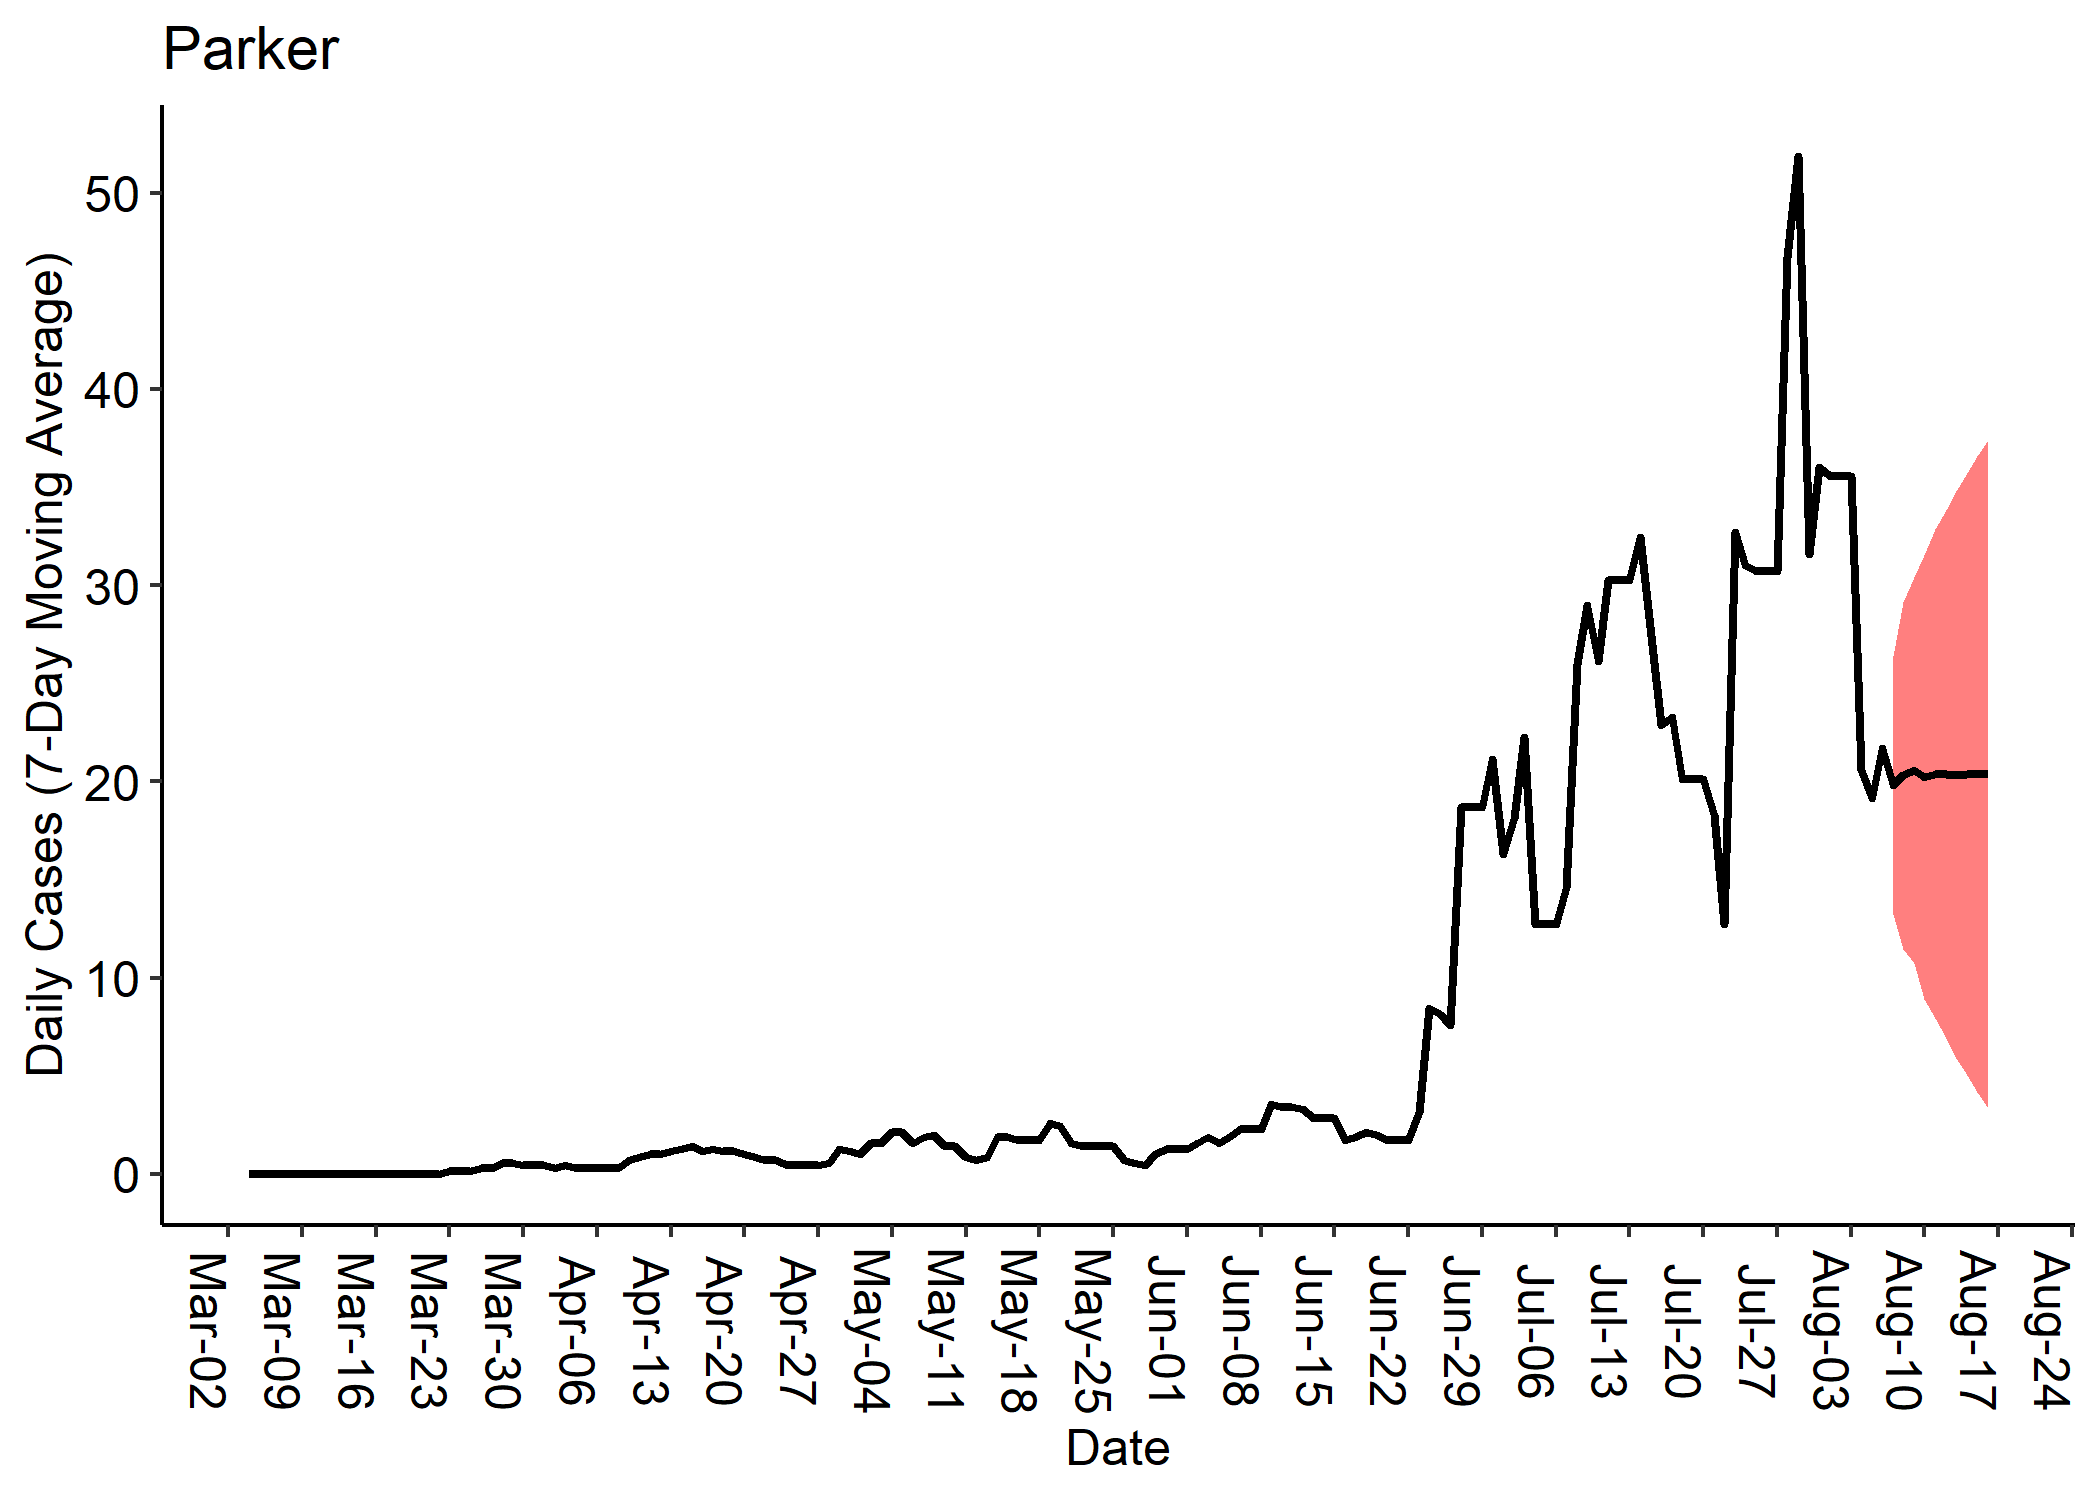 Parker
Daily Cases (7-Day Moving Average)
50
40
30
20
10
0
Mar-02
Mar-09
Mar-16
Mar-23
Mar-30
Apr-06
Apr-13
Apr-20
Apr-27
May-04
May-11
May-18
May-25
Jun-01
Jun-08
Jun-15
Jun-22
Jun-29
Jul-06
Jul-13
Jul-20
Jul-27
Aug-03
Aug-10
Aug-17
Aug-24
Date